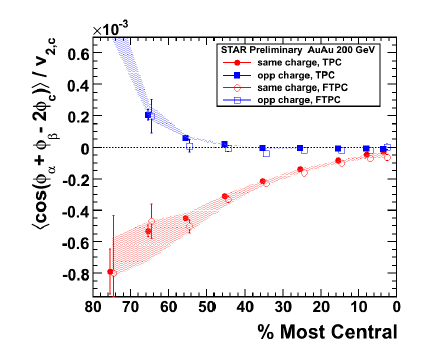 ×10⁻³
STAR Preliminary AuAu 200 GeV
same charge, TPC
opp charge, TPC
same charge, FTPC
opp charge, FTPC
⟨cos(ϕα + ϕβ - 2ϕc)⟩ / v2,c
0.6
0.4
0.2
0
-0.2
-0.4
-0.6
-0.8
80 70 60 50 40 30 20 10 0
% Most Central